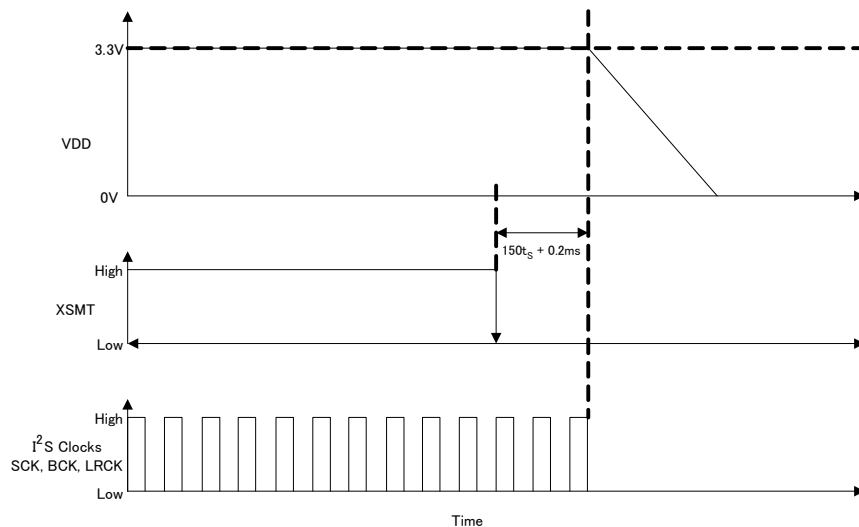 3.3V
VDD
0V
150tS + 0.2ms
High
XSMT
Low
High
I2S Clocks
SCK, BCK, LRCK
Low
Time